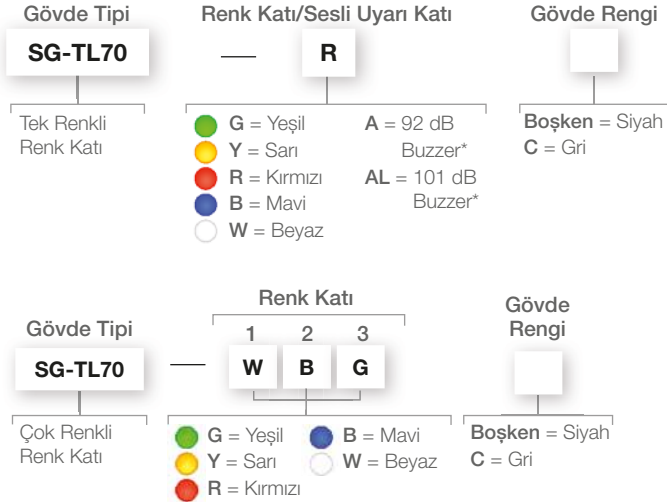 Gövde Tipi
Renk Katı/Sesli Uyarı Katı
Gövde Rengi
SG-TL70
—
R
Tek Renkli
Renk Katı
G = Yeşil
Y = Sarı
R = Kırmızı
B = Mavi
W = Beyaz
A = 92 dB
Buzzer*
AL = 101 dB
Buzzer*
Boşken = Siyah
C = Gri
Gövde Tipi
Renk Katı
Gövde
Rengi
1 2 3
SG-TL70
—
W B G
Çok Renkli
Renk Katı
G = Yeşil
Y = Sarı
R = Kırmızı
B = Mavi
W = Beyaz
Boşken = Siyah
C = Gri